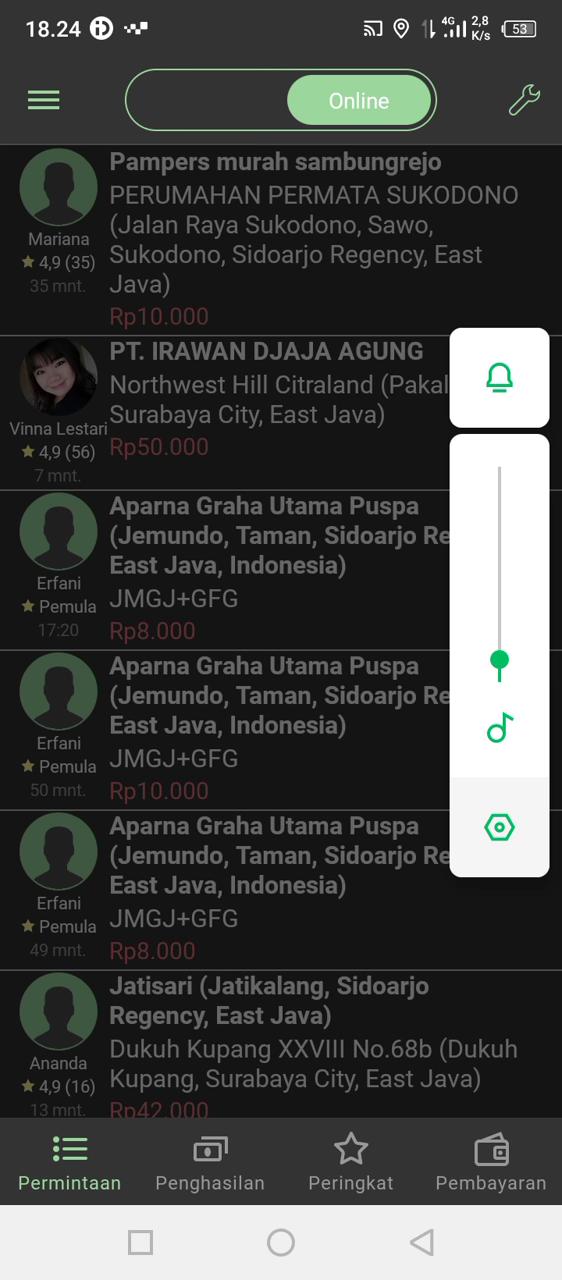 18.24
4G
2,8
K/s
53
Online
Pampers murah sambungrejo
PERUMAHAN PERMATA SUKODONO
(Jalan Raya Sukodono, Sawo,
Sukodono, Sidoarjo Regency, East
Java)
Rp10.000
Mariana
4,9 (35)
35 mnt.
PT. IRAWAN DJAJA AGUNG
Northwest Hill Citraland (Pakal
Surabaya City, East Java)
Rp50.000
Vinna Lestari
4,9 (56)
7 mnt.
Aparna Graha Utama Puspa
(Jemundo, Taman, Sidoarjo Re
East Java, Indonesia)
JMGJ+GFG
Rp8.000
Erfani
Pemula
17:20
Aparna Graha Utama Puspa
(Jemundo, Taman, Sidoarjo Re
East Java, Indonesia)
JMGJ+GFG
Rp10.000
Erfani
Pemula
50 mnt.
Aparna Graha Utama Puspa
(Jemundo, Taman, Sidoarjo Re
East Java, Indonesia)
JMGJ+GFG
Rp8.000
Erfani
Pemula
49 mnt.
Jatisari (Jatikalang, Sidoarjo
Regency, East Java)
Dukuh Kupang XXVIII No.68b (Dukuh
Kupang, Surabaya City, East Java)
Rp42.000
Ananda
4,9 (16)
13 mnt.
Permintaan
Penghasilan
Peringkat
Pembayaran